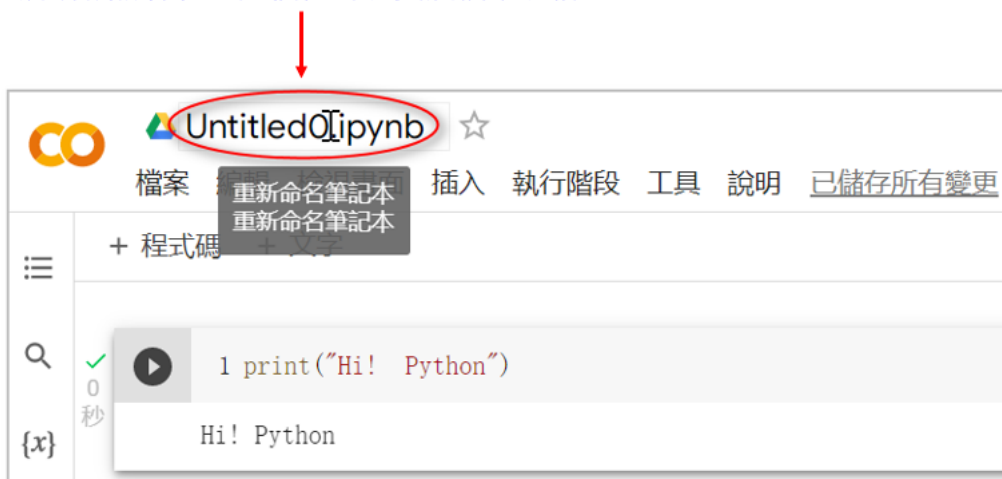 Untitled0.ipynb
檔案 插入 執行階段 工具 說明 已儲存所有變更
重新命名筆記本
重新命名筆記本
+ 程式碼 + 文字
1 print("Hi! Python")
0
秒
Hi! Python
{x}